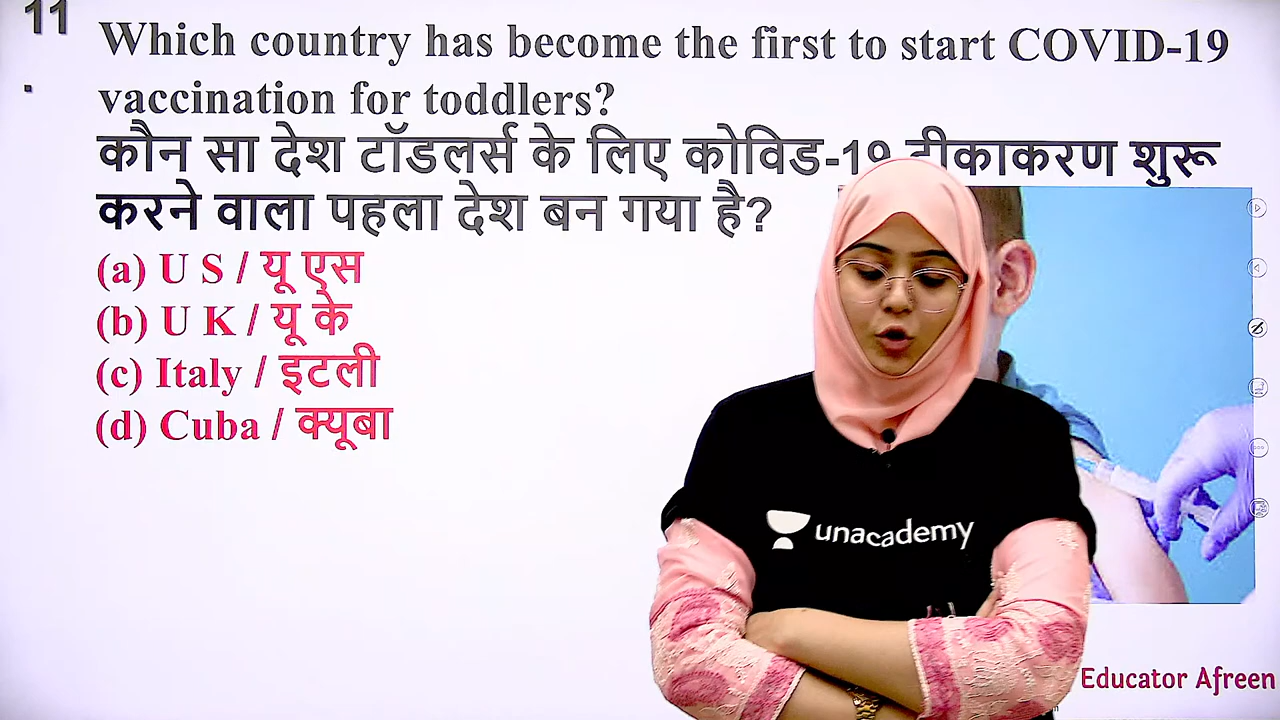 11
.
Which country has become the first to start COVID-19
vaccination for toddlers?
कौन सा देश टॉडलर्स के लिए कोविड-19 टीकाकरण शुरू
करने वाला पहला देश बन गया है?
(a) U S / यू एस
(b) U K / यू के
(c) Italy / इटली
(d) Cuba / क्यूबा
unacademy
Educator Afreen